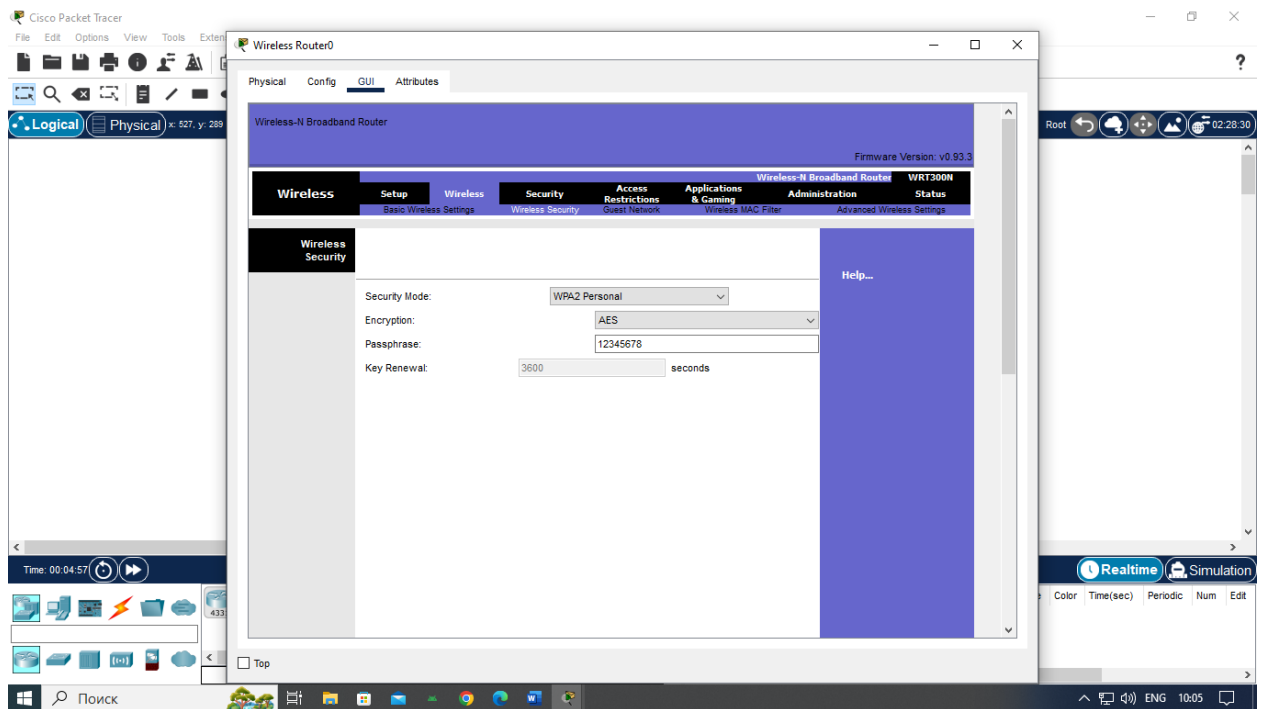 Cisco Packet Tracer
File Edit Options View Tools Exten
?
Logical Physical x: 527, y: 289
Root 02:28:30
Wireless Router0
Physical Config GUI Attributes
Wireless-N Broadband Router
Firmware Version: v0.93.3
Wireless-N Broadband Router WRT300N
Wireless Setup Wireless Security Access Restrictions Applications & Gaming Administration Status
Basic Wireless Settings Wireless Security Guest Network Wireless MAC Filter Advanced Wireless Settings
Wireless Security
Help...
Security Mode: WPA2 Personal
Encryption: AES
Passphrase: 12345678
Key Renewal: 3600 seconds
Time: 00:04:57
Realtime Simulation
433
Color Time(sec) Periodic Num Edit
Top
Поиск
ENG 10:05